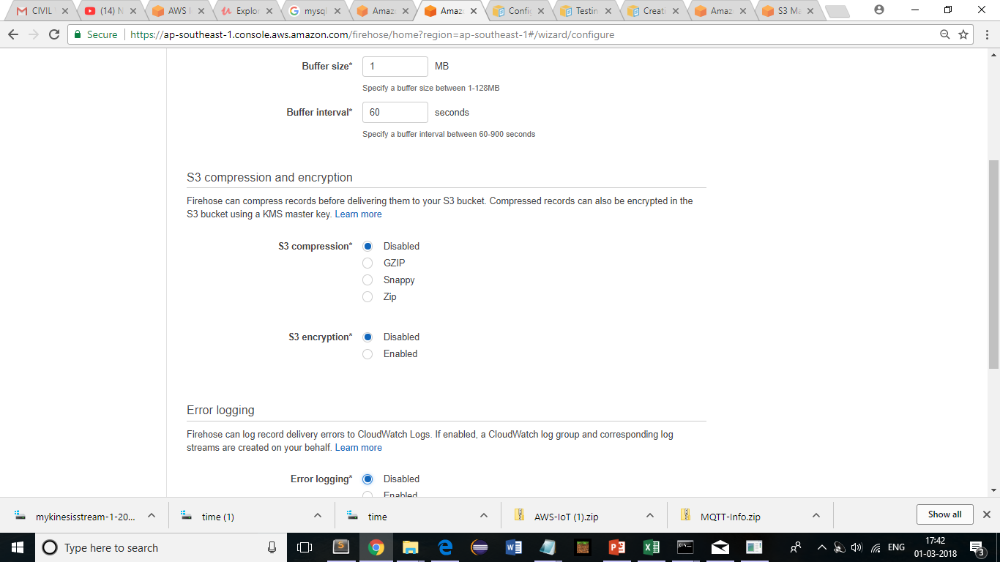 CIVIL
(14) N
AWS
Explor
mysql
Amaz
Amaz
Config
Testin
Creati
Amaz
S3 Ma
Secure
https://ap-southeast-1.console.aws.amazon.com/firehose/home?region=ap-southeast-1#/wizard/configure
Buffer size* 1 MB
Specify a buffer size between 1-128MB
Buffer interval* 60 seconds
Specify a buffer interval between 60-900 seconds
S3 compression and encryption
Firehose can compress records before delivering them to your S3 bucket. Compressed records can also be encrypted in the
S3 bucket using a KMS master key. Learn more
S3 compression* Disabled
GZIP
Snappy
Zip
S3 encryption* Disabled
Enabled
Error logging
Firehose can log record delivery errors to CloudWatch Logs. If enabled, a CloudWatch log group and corresponding log
streams are created on your behalf. Learn more
Error logging* Disabled
Enabled
mykinesisstream-1-20...
time (1)
time
AWS-IoT (1).zip
MQTT-Info.zip
Show all
Type here to search
ENG
17:42
01-03-2018
3